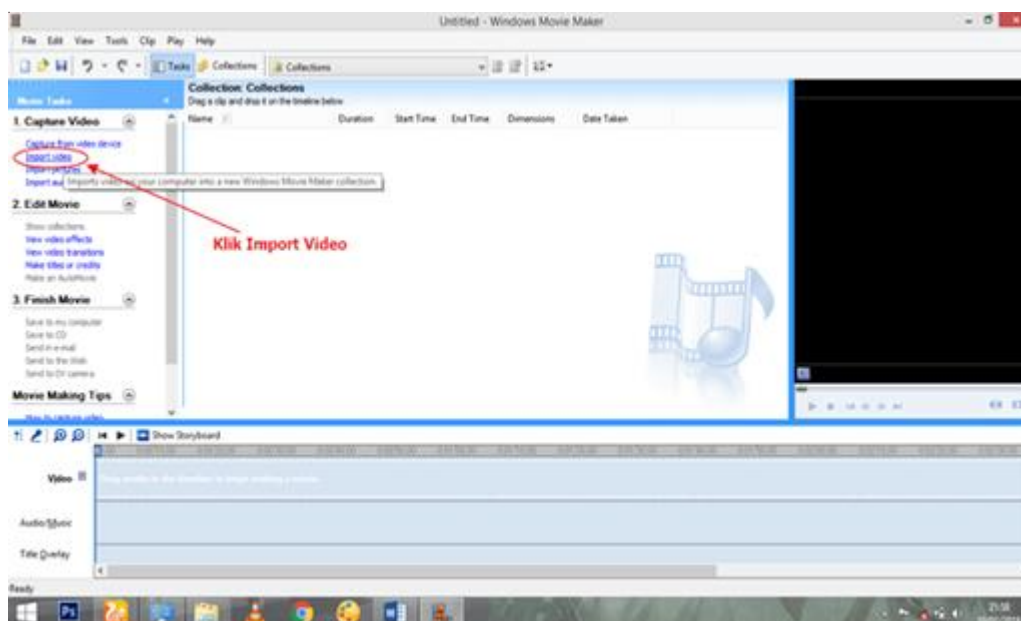 Untitled - Windows Movie Maker
File Edit View Tools Clip Play Help
Tasks Collections Collections
Movie Tasks
Collection: Collections
Drag a clip and drop it on the timeline below
Name Duration Start Time End Time Dimensions Date Taken
1. Capture Video
Capture from video device
Import video
Import pictures
Imports video on your computer into a new Windows Movie Maker collection.
2. Edit Movie
Show collections
View video effects
View video transitions
Make titles or credits
Make an AutoMovie
Klik Import Video
3. Finish Movie
Save to my computer
Save to CD
Send in e-mail
Send to the Web
Send to DV camera
Movie Making Tips
How to capture video
Show Storyboard
Video
Audio/Music
Title Overlay
Ready
Ps